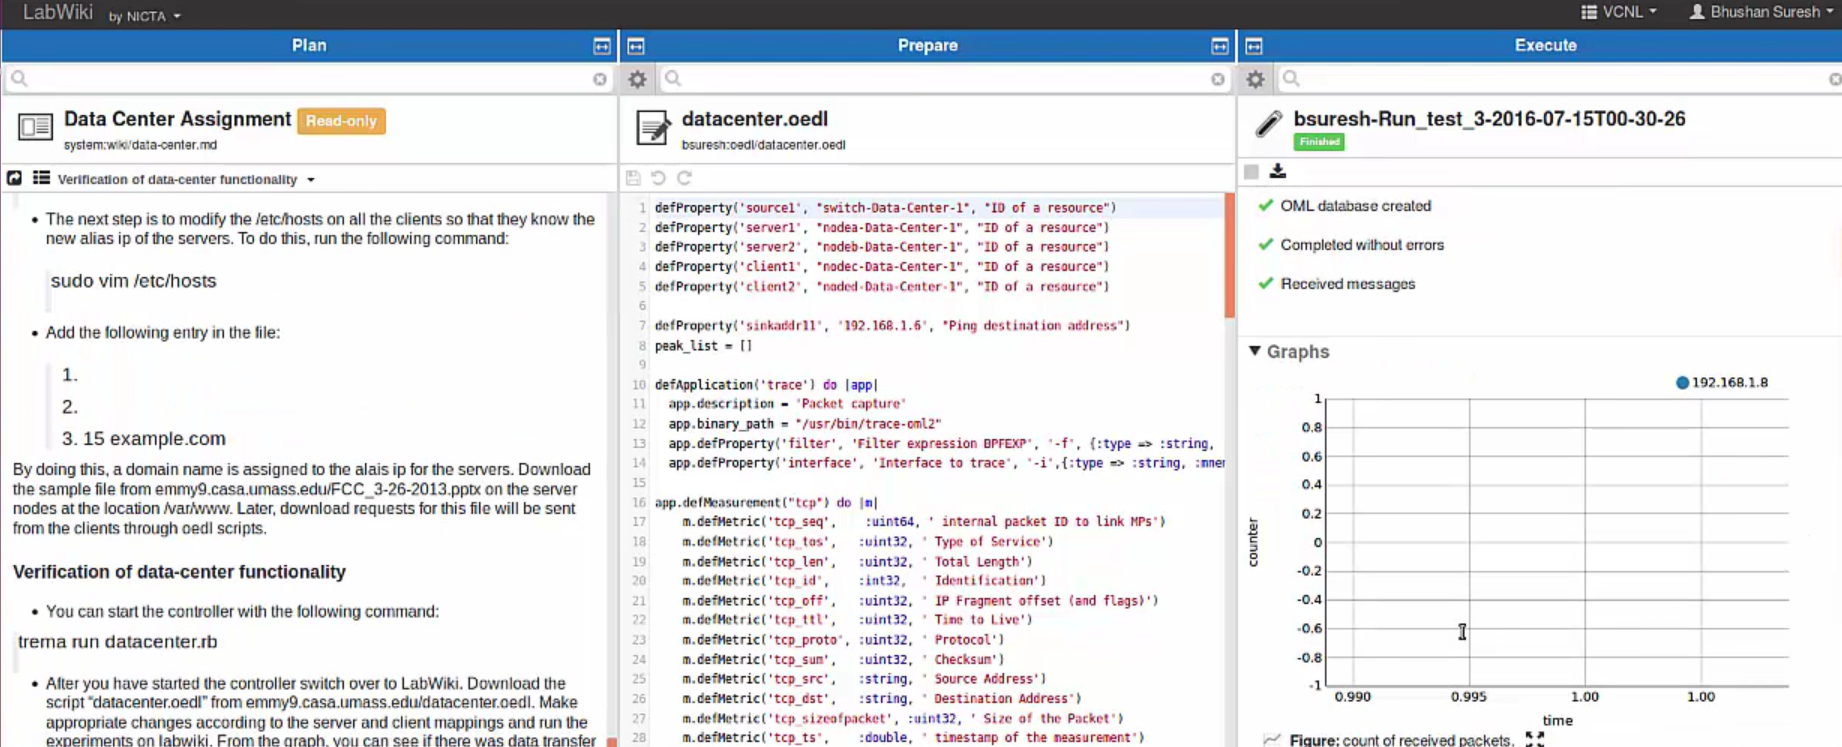 LabWiki by NICTA
VCNL
Bhushan Suresh
Plan
Prepare
Execute
Data Center Assignment Read-only
system:wiki/data-center.md
Verification of data-center functionality
• The next step is to modify the /etc/hosts on all the clients so that they know the
new alias ip of the servers. To do this, run the following command:
sudo vim /etc/hosts
• Add the following entry in the file:
1.
2.
3. 15 example.com
By doing this, a domain name is assigned to the alais ip for the servers. Download
the sample file from emmy9.casa.umass.edu/FCC_3-26-2013.pptx on the server
nodes at the location /var/www. Later, download requests for this file will be sent
from the clients through oedl scripts.
Verification of data-center functionality
• You can start the controller with the following command:
trema run datacenter.rb
• After you have started the controller switch over to LabWiki. Download the
script “datacenter.oedl” from emmy9.casa.umass.edu/datacenter.oedl. Make
appropriate changes according to the server and client mappings and run the
experiments on labwiki. From the graph, you can see if there was data transfer
datacenter.oedl
bsuresh:oedl/datacenter.oedl
1 defProperty('source1', "switch-Data-Center-1", "ID of a resource")
2 defProperty('server1', "nodea-Data-Center-1", "ID of a resource")
3 defProperty('server2', "nodeb-Data-Center-1", "ID of a resource")
4 defProperty('client1', "nodec-Data-Center-1", "ID of a resource")
5 defProperty('client2', "noded-Data-Center-1", "ID of a resource")
6
7 defProperty('sinkaddr11', '192.168.1.6', "Ping destination address")
8 peak_list = []
9
10 defApplication('trace') do |app|
11 app.description = 'Packet capture'
12 app.binary_path = "/usr/bin/trace-oml2"
13 app.defProperty('filter', 'Filter expression BPFEXP', '-f', {:type => :string,
14 app.defProperty('interface', 'Interface to trace', '-i',{:type => :string, :mner
15
16 app.defMeasurement("tcp") do |m|
17 m.defMetric('tcp_seq', :uint64, ' internal packet ID to link MPs')
18 m.defMetric('tcp_tos', :uint32, ' Type of Service')
19 m.defMetric('tcp_len', :uint32, ' Total Length')
20 m.defMetric('tcp_id', :int32, ' Identification')
21 m.defMetric('tcp_off', :uint32, ' IP Fragment offset (and flags)')
22 m.defMetric('tcp_ttl', :uint32, ' Time to Live')
23 m.defMetric('tcp_proto', :uint32, ' Protocol')
24 m.defMetric('tcp_sum', :uint32, ' Checksum')
25 m.defMetric('tcp_src', :string, ' Source Address')
26 m.defMetric('tcp_dst', :string, ' Destination Address')
27 m.defMetric('tcp_sizeofpacket', :uint32, ' Size of the Packet')
28 m.defMetric('tcp_ts', :double, ' timestamp of the measurement')
bsuresh-Run_test_3-2016-07-15T00-30-26
Finished
OML database created
Completed without errors
Received messages
▼ Graphs
192.168.1.8
1
0.8
0.6
0.4
0.2
0
-0.2
-0.4
-0.6
-0.8
-1
counter
0.990 0.995 1.00 1.00
time
Figure: count of received packets.